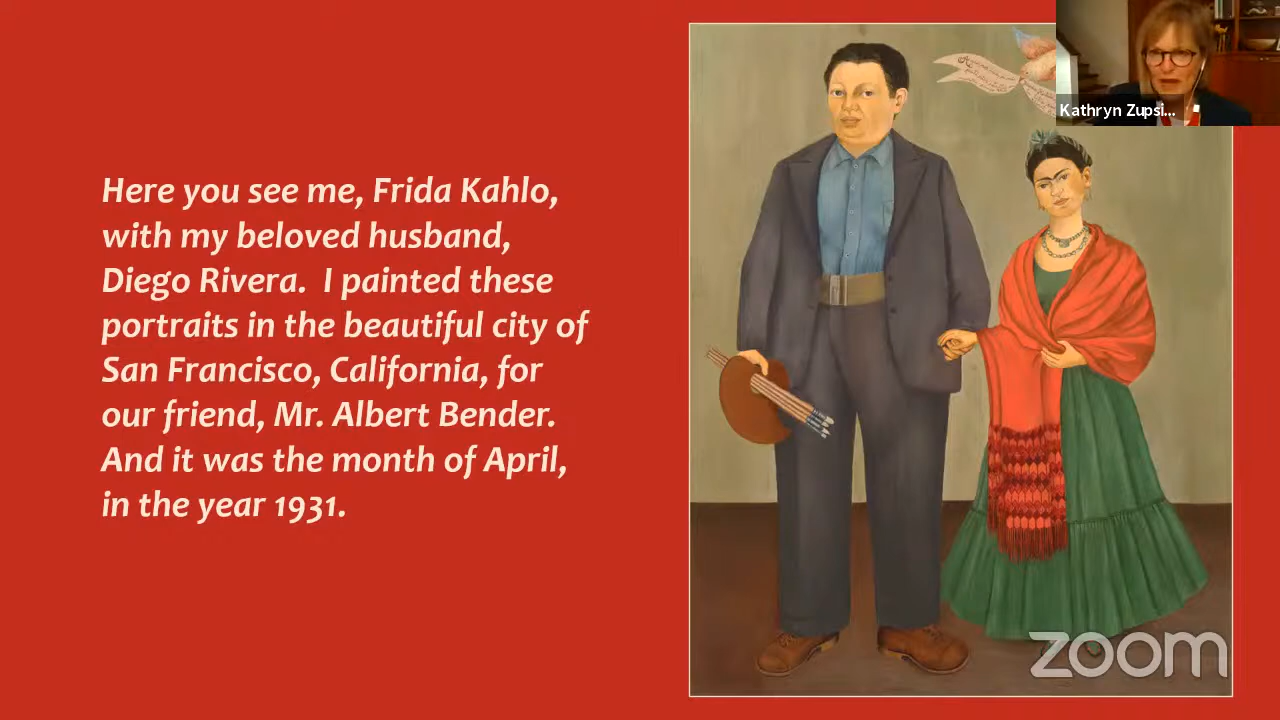 Here you see me, Frida Kahlo,
with my beloved husband,
Diego Rivera.  I painted these
portraits in the beautiful city of
San Francisco, California, for
our friend, Mr. Albert Bender.
And it was the month of April,
in the year 1931.
Kathryn Zupsi...
zoom